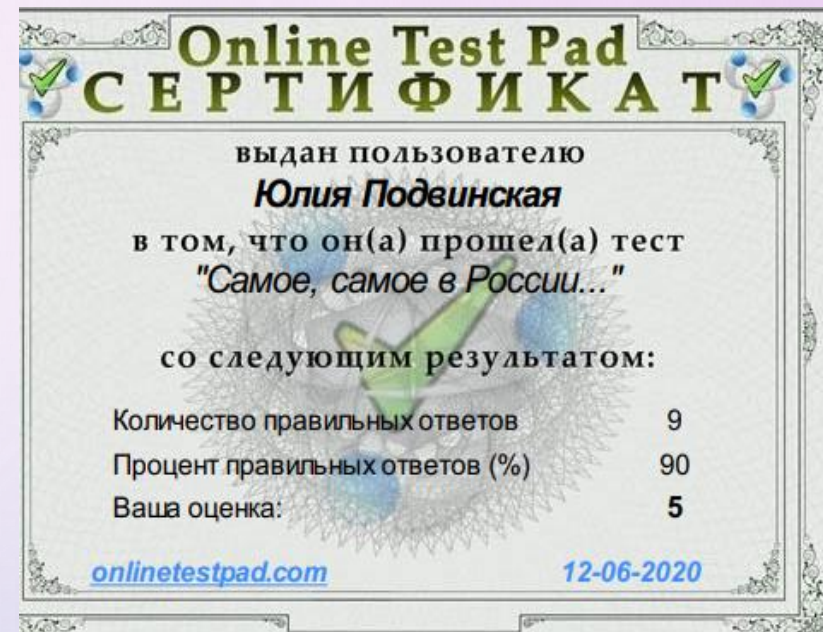 Online Test Pad
СЕРТИФИКАТ
выдан пользователю
Юлия Подвинская
в том, что он(а) прошел(а) тест
"Самое, самое в России..."
со следующим результатом:
Количество правильных ответов 9
Процент правильных ответов (%) 90
Ваша оценка: 5
onlinetestpad.com 12-06-2020